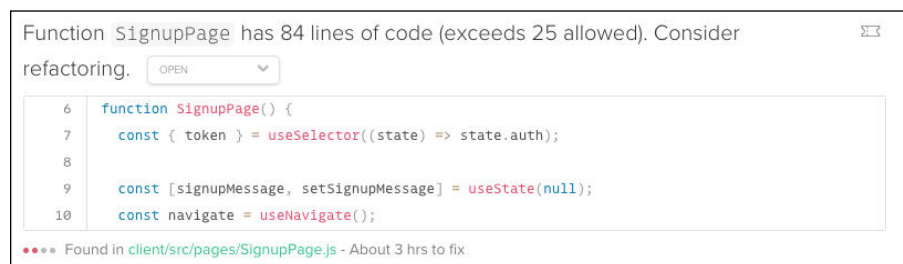 Function SignupPage has 84 lines of code (exceeds 25 allowed). Consider
refactoring. OPEN
6 function SignupPage() {
7 const { token } = useSelector((state) => state.auth);
8
9 const [signupMessage, setSignupMessage] = useState(null);
10 const navigate = useNavigate();
Found in client/src/pages/SignupPage.js - About 3 hrs to fix